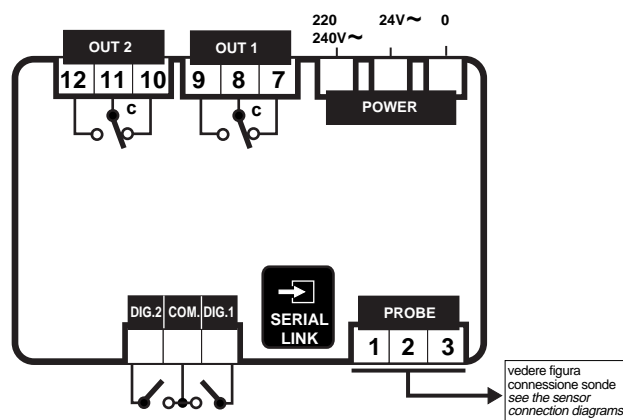 220
240V~ 24V~ 0
OUT 2 OUT 1
12 11 10 9 8 7
POWER
c c
DIG.2 COM. DIG.1
SERIAL
LINK
PROBE
1 2 3
vedere figura
connessione sonde
see the sensor
connection diagrams